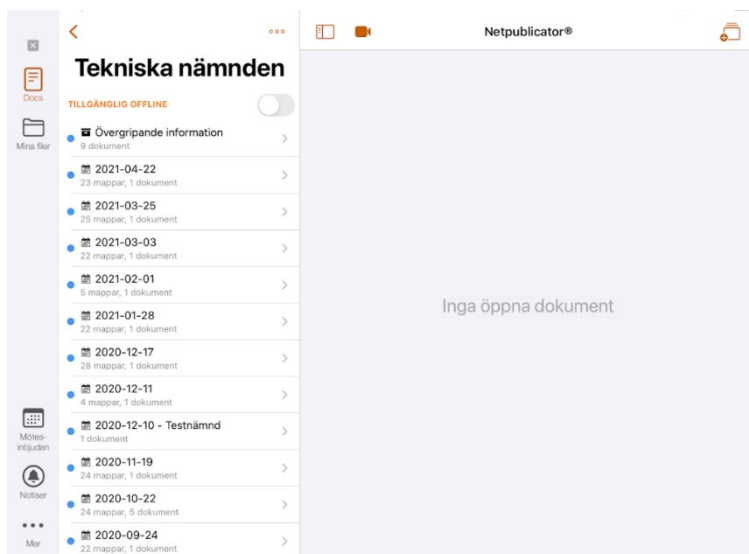 Docs
Mina filer
Mötes-
inbjudan
Notiser
Mer
Tekniska nämnden
TILLGÄNGLIG OFFLINE
Övergripande information
9 dokument
2021-04-22
23 mappar, 1 dokument
2021-03-25
25 mappar, 1 dokument
2021-03-03
22 mappar, 1 dokument
2021-02-01
5 mappar, 1 dokument
2021-01-28
22 mappar, 1 dokument
2020-12-17
28 mappar, 1 dokument
2020-12-11
4 mappar, 1 dokument
2020-12-10 - Testnämnd
1 dokument
2020-11-19
24 mappar, 1 dokument
2020-10-22
24 mappar, 5 dokument
2020-09-24
22 mappar, 1 dokument
Netpublicator®
Inga öppna dokument